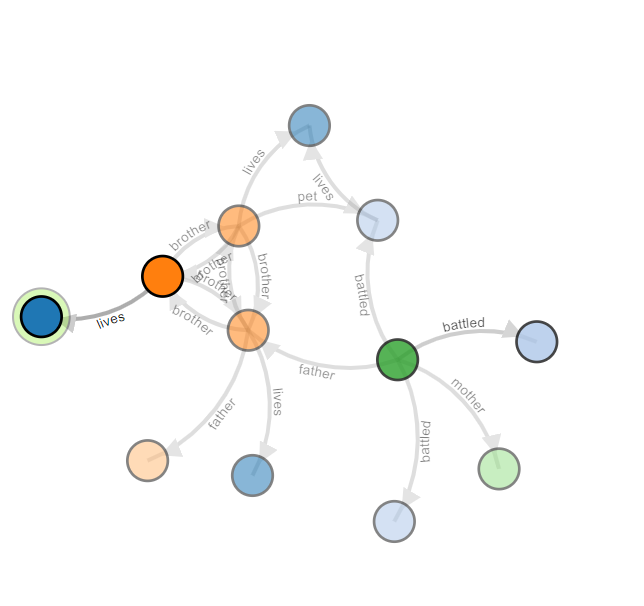 lives
lives
pet
brother
brother
brother
brother
brother
battled
lives
brother
battled
father
mother
lives
father
battled